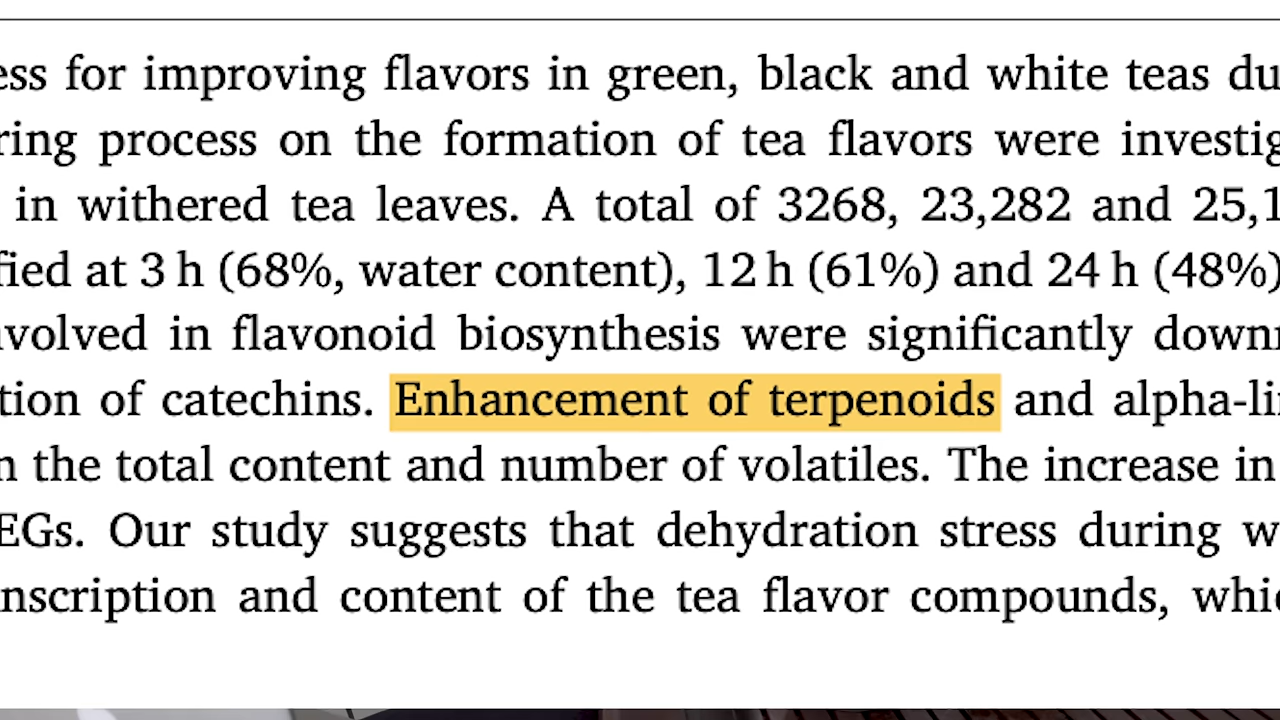 ess for improving flavors in green, black and white teas du
ring process on the formation of tea flavors were investig
in withered tea leaves. A total of 3268, 23,282 and 25,1
fied at 3 h (68%, water content), 12 h (61%) and 24 h (48%)
nvolved in flavonoid biosynthesis were significantly downr
tion of catechins. Enhancement of terpenoids and alpha-lin
n the total content and number of volatiles. The increase in
EGs. Our study suggests that dehydration stress during w
nscription and content of the tea flavor compounds, whic